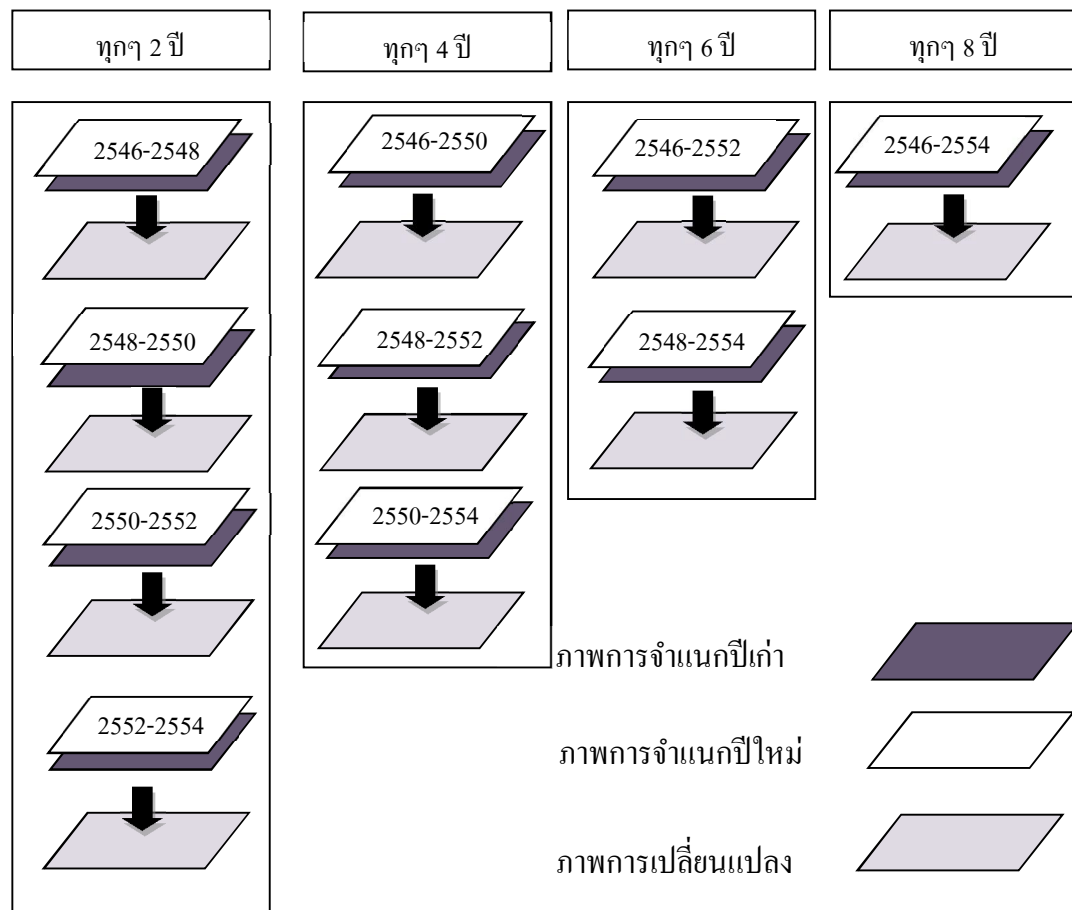 ทุกๆ 2 ปี
ทุกๆ 4 ปี
ทุกๆ 6 ปี
ทุกๆ 8 ปี
2546-2548
2546-2550
2546-2552
2546-2554
2548-2550
2548-2552
2548-2554
2550-2552
2550-2554
2552-2554
ภาพการจำแนกปีเก่า
ภาพการจำแนกปีใหม่
ภาพการเปลี่ยนแปลง